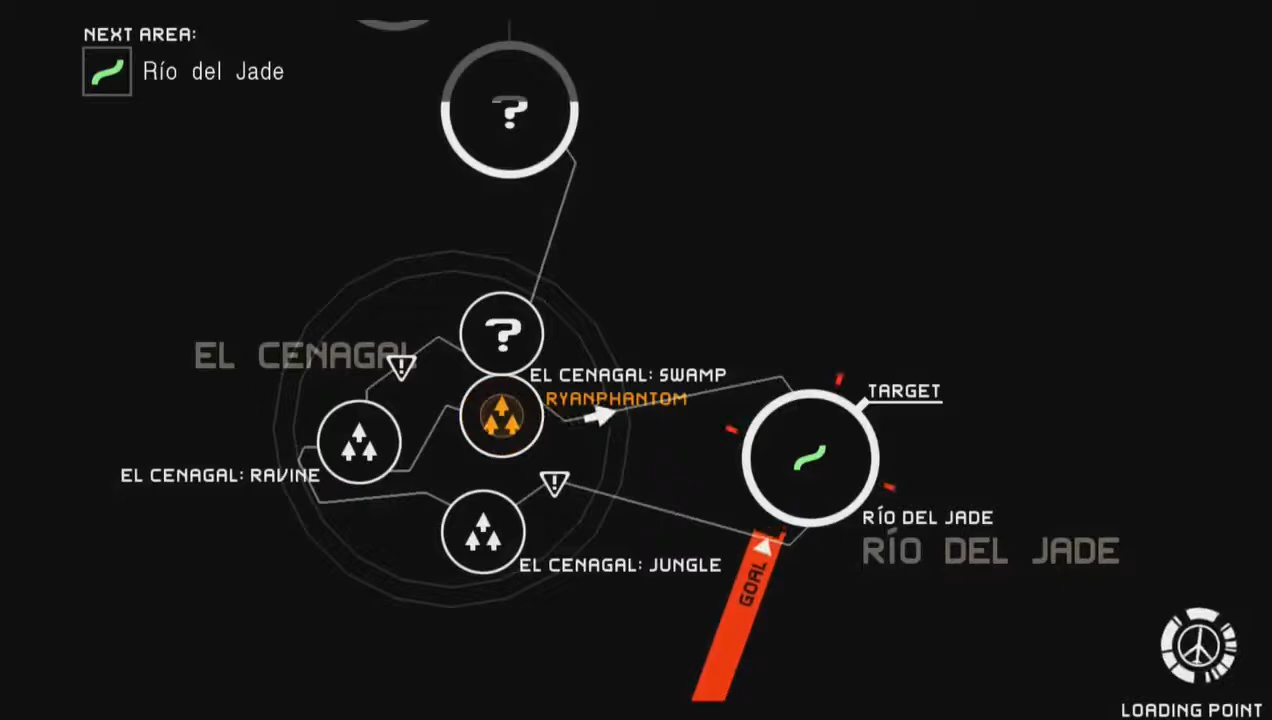 NEXT AREA:
Río del Jade
?
?
EL CENAGAL
!
EL CENAGAL: SWAMP
RYANPHANTOM
TARGET
EL CENAGAL: RAVINE
!
RÍO DEL JADE
RÍO DEL JADE
EL CENAGAL: JUNGLE
GOAL
LOADING POINT